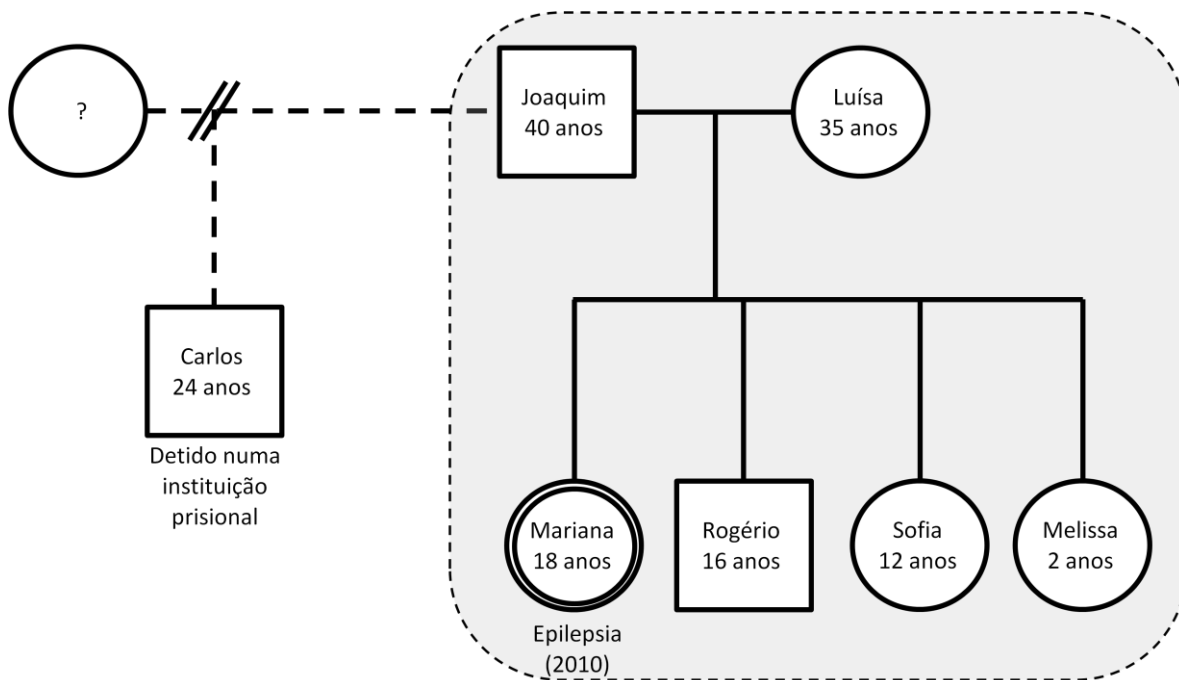 ?
Joaquim
40 anos
Luísa
35 anos
Carlos
24 anos
Detido numa
instituição
prisional
Mariana
18 anos
Rogério
16 anos
Sofia
12 anos
Melissa
2 anos
Epilepsia
(2010)